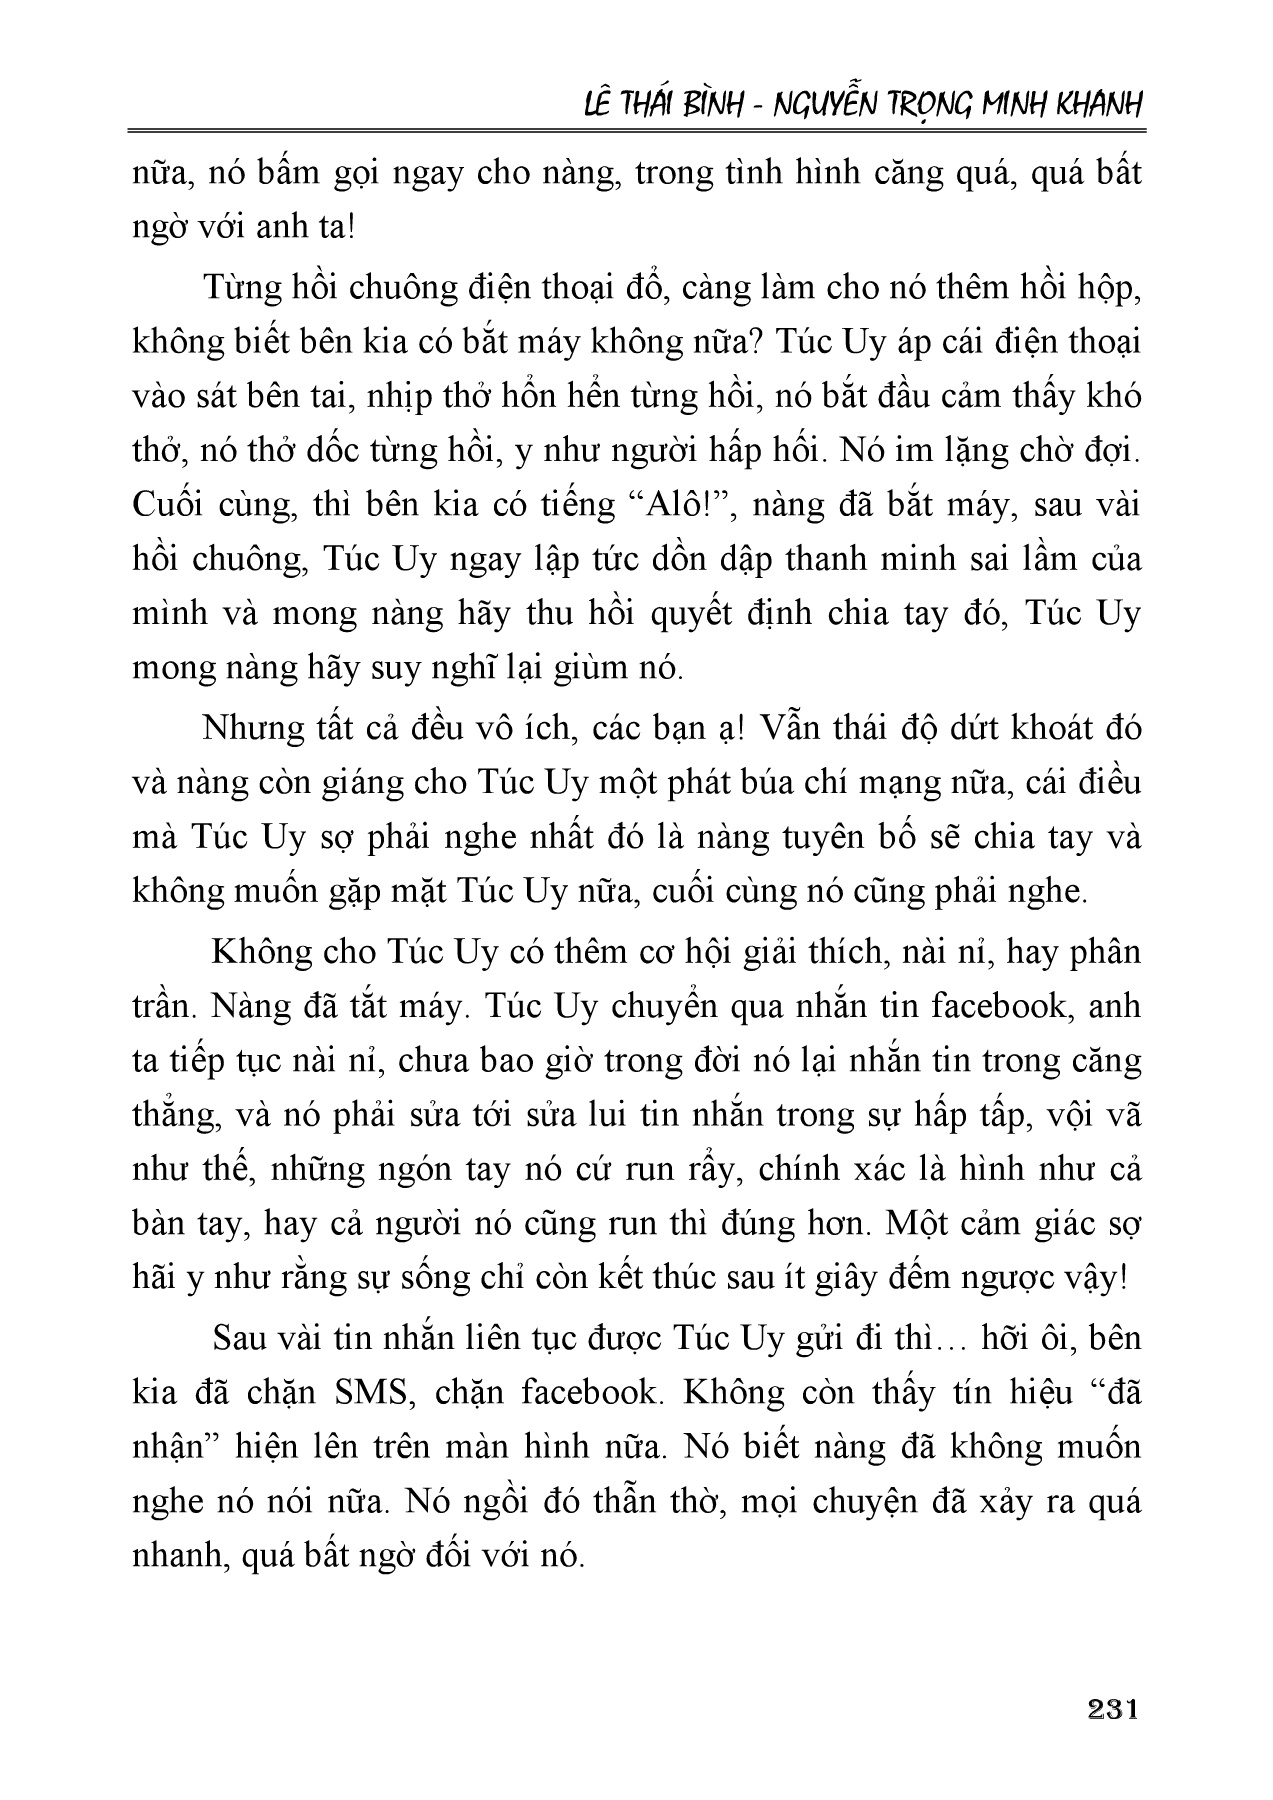 LÊ THÁI BÌNH - NGUYỄN TRỌNG MINH KHANH
nữa, nó bấm gọi ngay cho nàng, trong tình hình căng quá, quá bất
ngờ với anh ta!
Từng hồi chuông điện thoại đổ, càng làm cho nó thêm hồi hộp,
không biết bên kia có bắt máy không nữa? Túc Uy áp cái điện thoại
vào sát bên tai, nhịp thở hổn hển từng hồi, nó bắt đầu cảm thấy khó
thở, nó thở dốc từng hồi, y như người hấp hối. Nó im lặng chờ đợi.
Cuối cùng, thì bên kia có tiếng “Alô!”, nàng đã bắt máy, sau vài
hồi chuông, Túc Uy ngay lập tức dồn dập thanh minh sai lầm của
mình và mong nàng hãy thu hồi quyết định chia tay đó, Túc Uy
mong nàng hãy suy nghĩ lại giùm nó.
Nhưng tất cả đều vô ích, các bạn ạ! Vẫn thái độ dứt khoát đó
và nàng còn giáng cho Túc Uy một phát búa chí mạng nữa, cái điều
mà Túc Uy sợ phải nghe nhất đó là nàng tuyên bố sẽ chia tay và
không muốn gặp mặt Túc Uy nữa, cuối cùng nó cũng phải nghe.
Không cho Túc Uy có thêm cơ hội giải thích, nài nỉ, hay phân
trần. Nàng đã tắt máy. Túc Uy chuyển qua nhắn tin facebook, anh
ta tiếp tục nài nỉ, chưa bao giờ trong đời nó lại nhắn tin trong căng
thẳng, và nó phải sửa tới sửa lui tin nhắn trong sự hấp tấp, vội vã
như thế, những ngón tay nó cứ run rẩy, chính xác là hình như cả
bàn tay, hay cả người nó cũng run thì đúng hơn. Một cảm giác sợ
hãi y như rằng sự sống chỉ còn kết thúc sau ít giây đếm ngược vậy!
Sau vài tin nhắn liên tục được Túc Uy gửi đi thì… hỡi ôi, bên
kia đã chặn SMS, chặn facebook. Không còn thấy tín hiệu “đã
nhận” hiện lên trên màn hình nữa. Nó biết nàng đã không muốn
nghe nó nói nữa. Nó ngồi đó thẫn thờ, mọi chuyện đã xảy ra quá
nhanh, quá bất ngờ đối với nó.
231